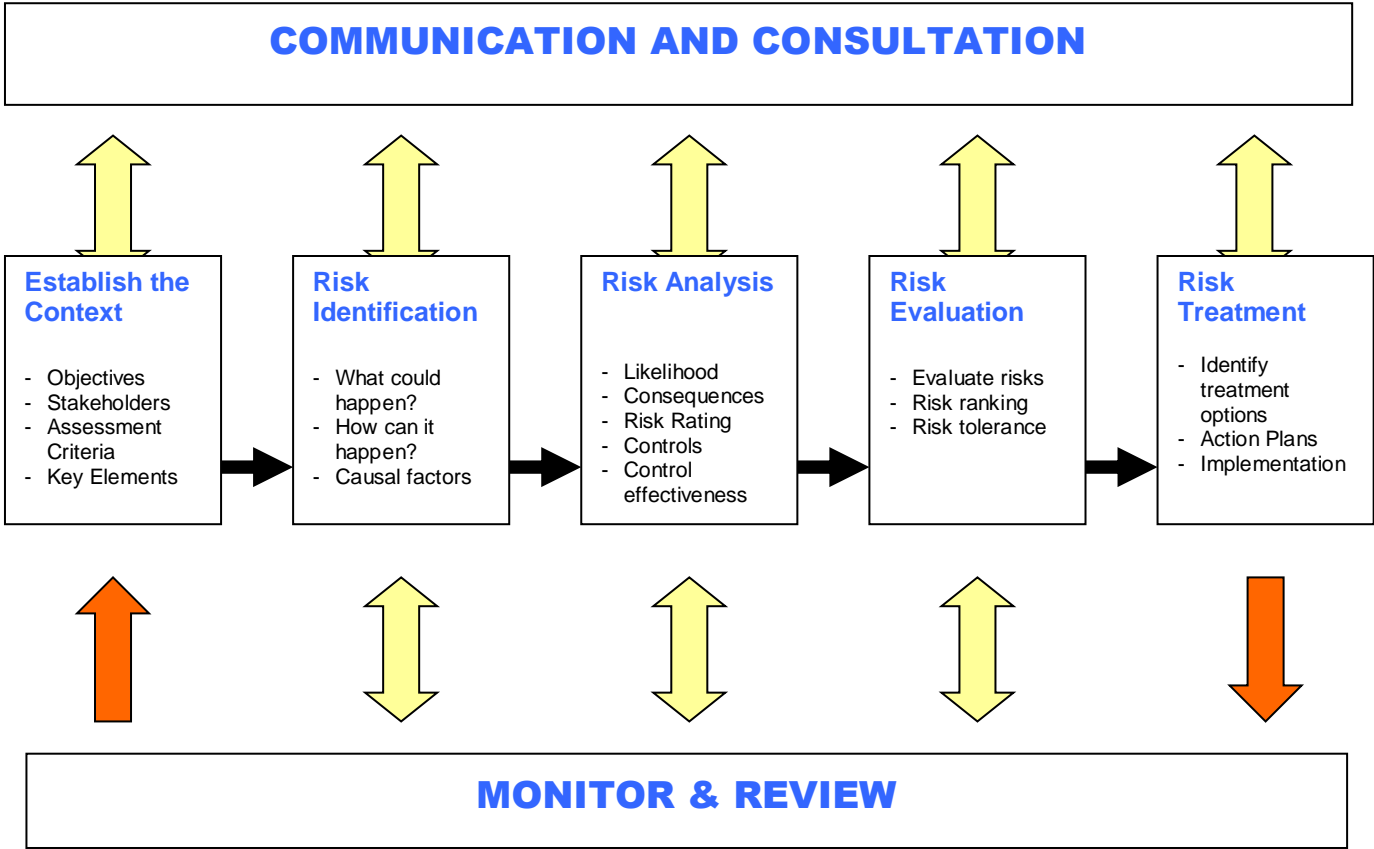 COMMUNICATION AND CONSULTATION
Establish the
Context
- Objectives
- Stakeholders
- Assessment
Criteria
- Key Elements
Risk
Identification
- What could
happen?
- How can it
happen?
- Causal factors
Risk Analysis
- Likelihood
- Consequences
- Risk Rating
- Controls
- Control
effectiveness
Risk
Evaluation
- Evaluate risks
- Risk ranking
- Risk tolerance
Risk
Treatment
- Identify
treatment
options
- Action Plans
- Implementation
MONITOR & REVIEW